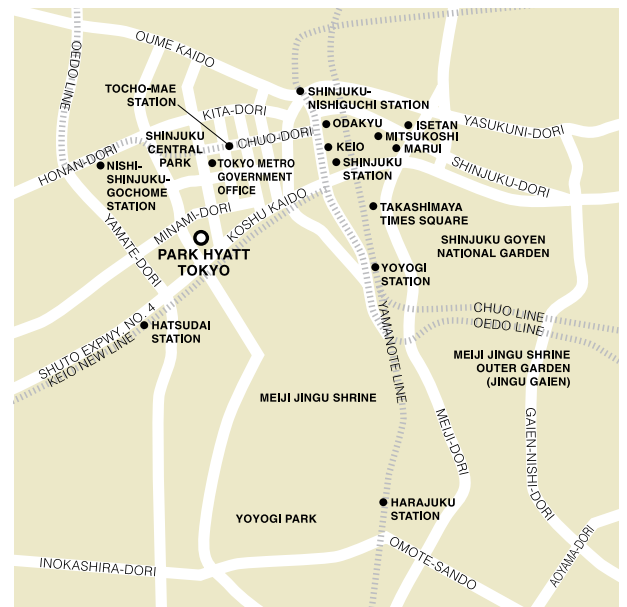 OUME KAIDO
OEDO LINE
TOCHO-MAE
STATION
SHINJUKU-
NISHIGUCHI STATION
KITA-DORI
ODAKYU
ISETAN
YASUKUNI-DORI
MITSUKOSHI
SHINJUKU
CENTRAL
PARK
CHUO-DORI
KEIO
MARUI
HONAN-DORI
NISHI-
SHINJUKU-
GOCHOME
STATION
TOKYO METRO
GOVERNMENT
OFFICE
SHINJUKU
STATION
SHINJUKU-DORI
MINAMI-DORI
KOSHU KAIDO
TAKASHIMAYA
TIMES SQUARE
YAMATE-DORI
PARK HYATT
TOKYO
SHINJUKU GOYEN
NATIONAL GARDEN
YOYOGI
STATION
CHUO LINE
OEDO LINE
SHUTO EXPWY. NO. 4
KEIO NEW LINE
HATSUDAI
STATION
YAMANOTE LINE
MEIJI JINGU SHRINE
OUTER GARDEN
(JINGU GAIEN)
MEIJI JINGU SHRINE
MEIJI-DORI
GAIEN-NISHI-DORI
HARAJUKU
STATION
YOYOGI PARK
INOKASHIRA-DORI
OMOTE-SANDO
AOYAMA-DORI